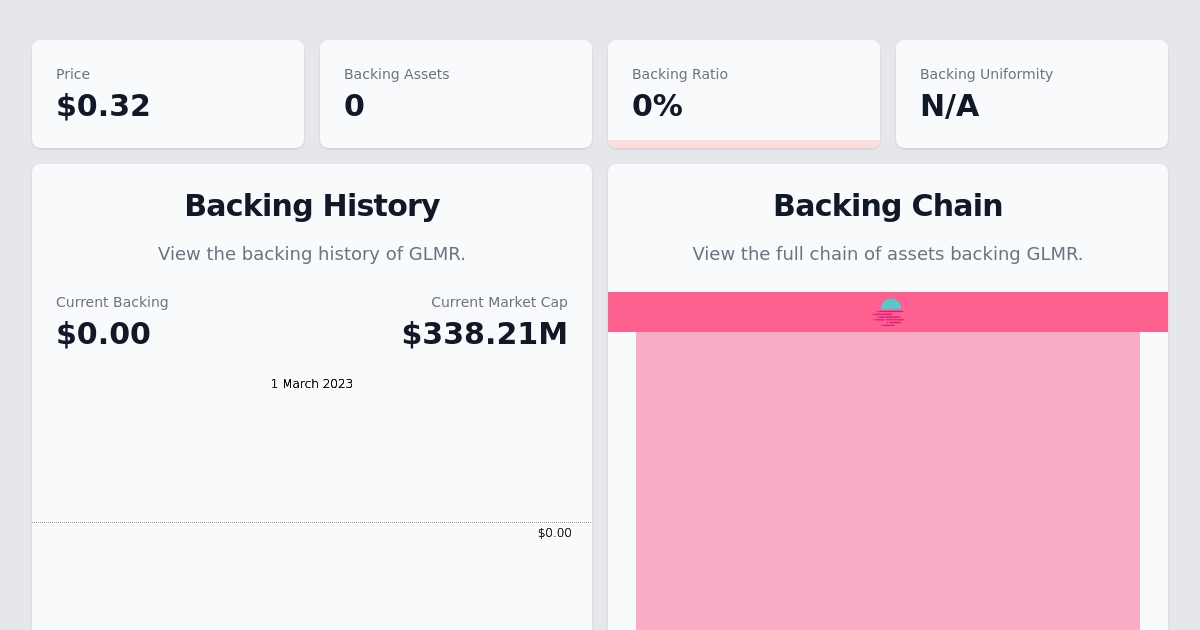 Price
$0.32
Backing Assets
0
Backing Ratio
0%
Backing Uniformity
N/A
Backing History
View the backing history of GLMR.
Current Backing
$0.00
Current Market Cap
$338.21M
1 March 2023
$0.00
Backing Chain
View the full chain of assets backing GLMR.